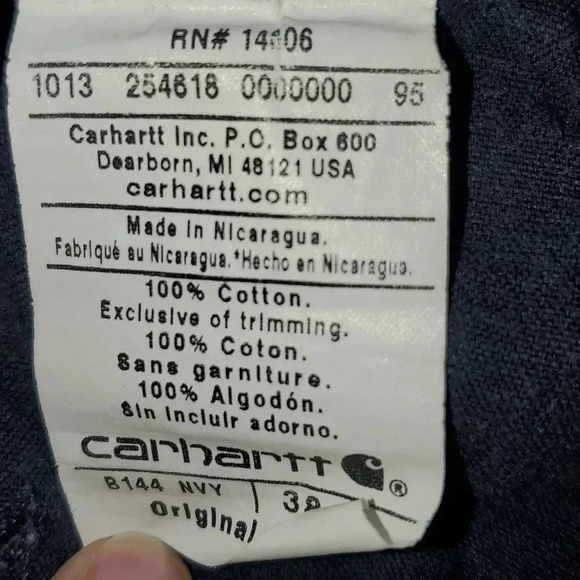 RN# 14806
1013 254618 0000000 95
Carhartt Inc. P.O. Box 600
Dearborn, MI 48121 USA
carhartt.com
Made in Nicaragua.
Fabriqué au Nicaragua.*Hecho en Nicaragua.
100% Cotton.
Exclusive of trimming.
100% Coton.
Sans garniture.
100% Algodón.
Sin incluir adorno.
carhartt ®
B144 NVY
Original